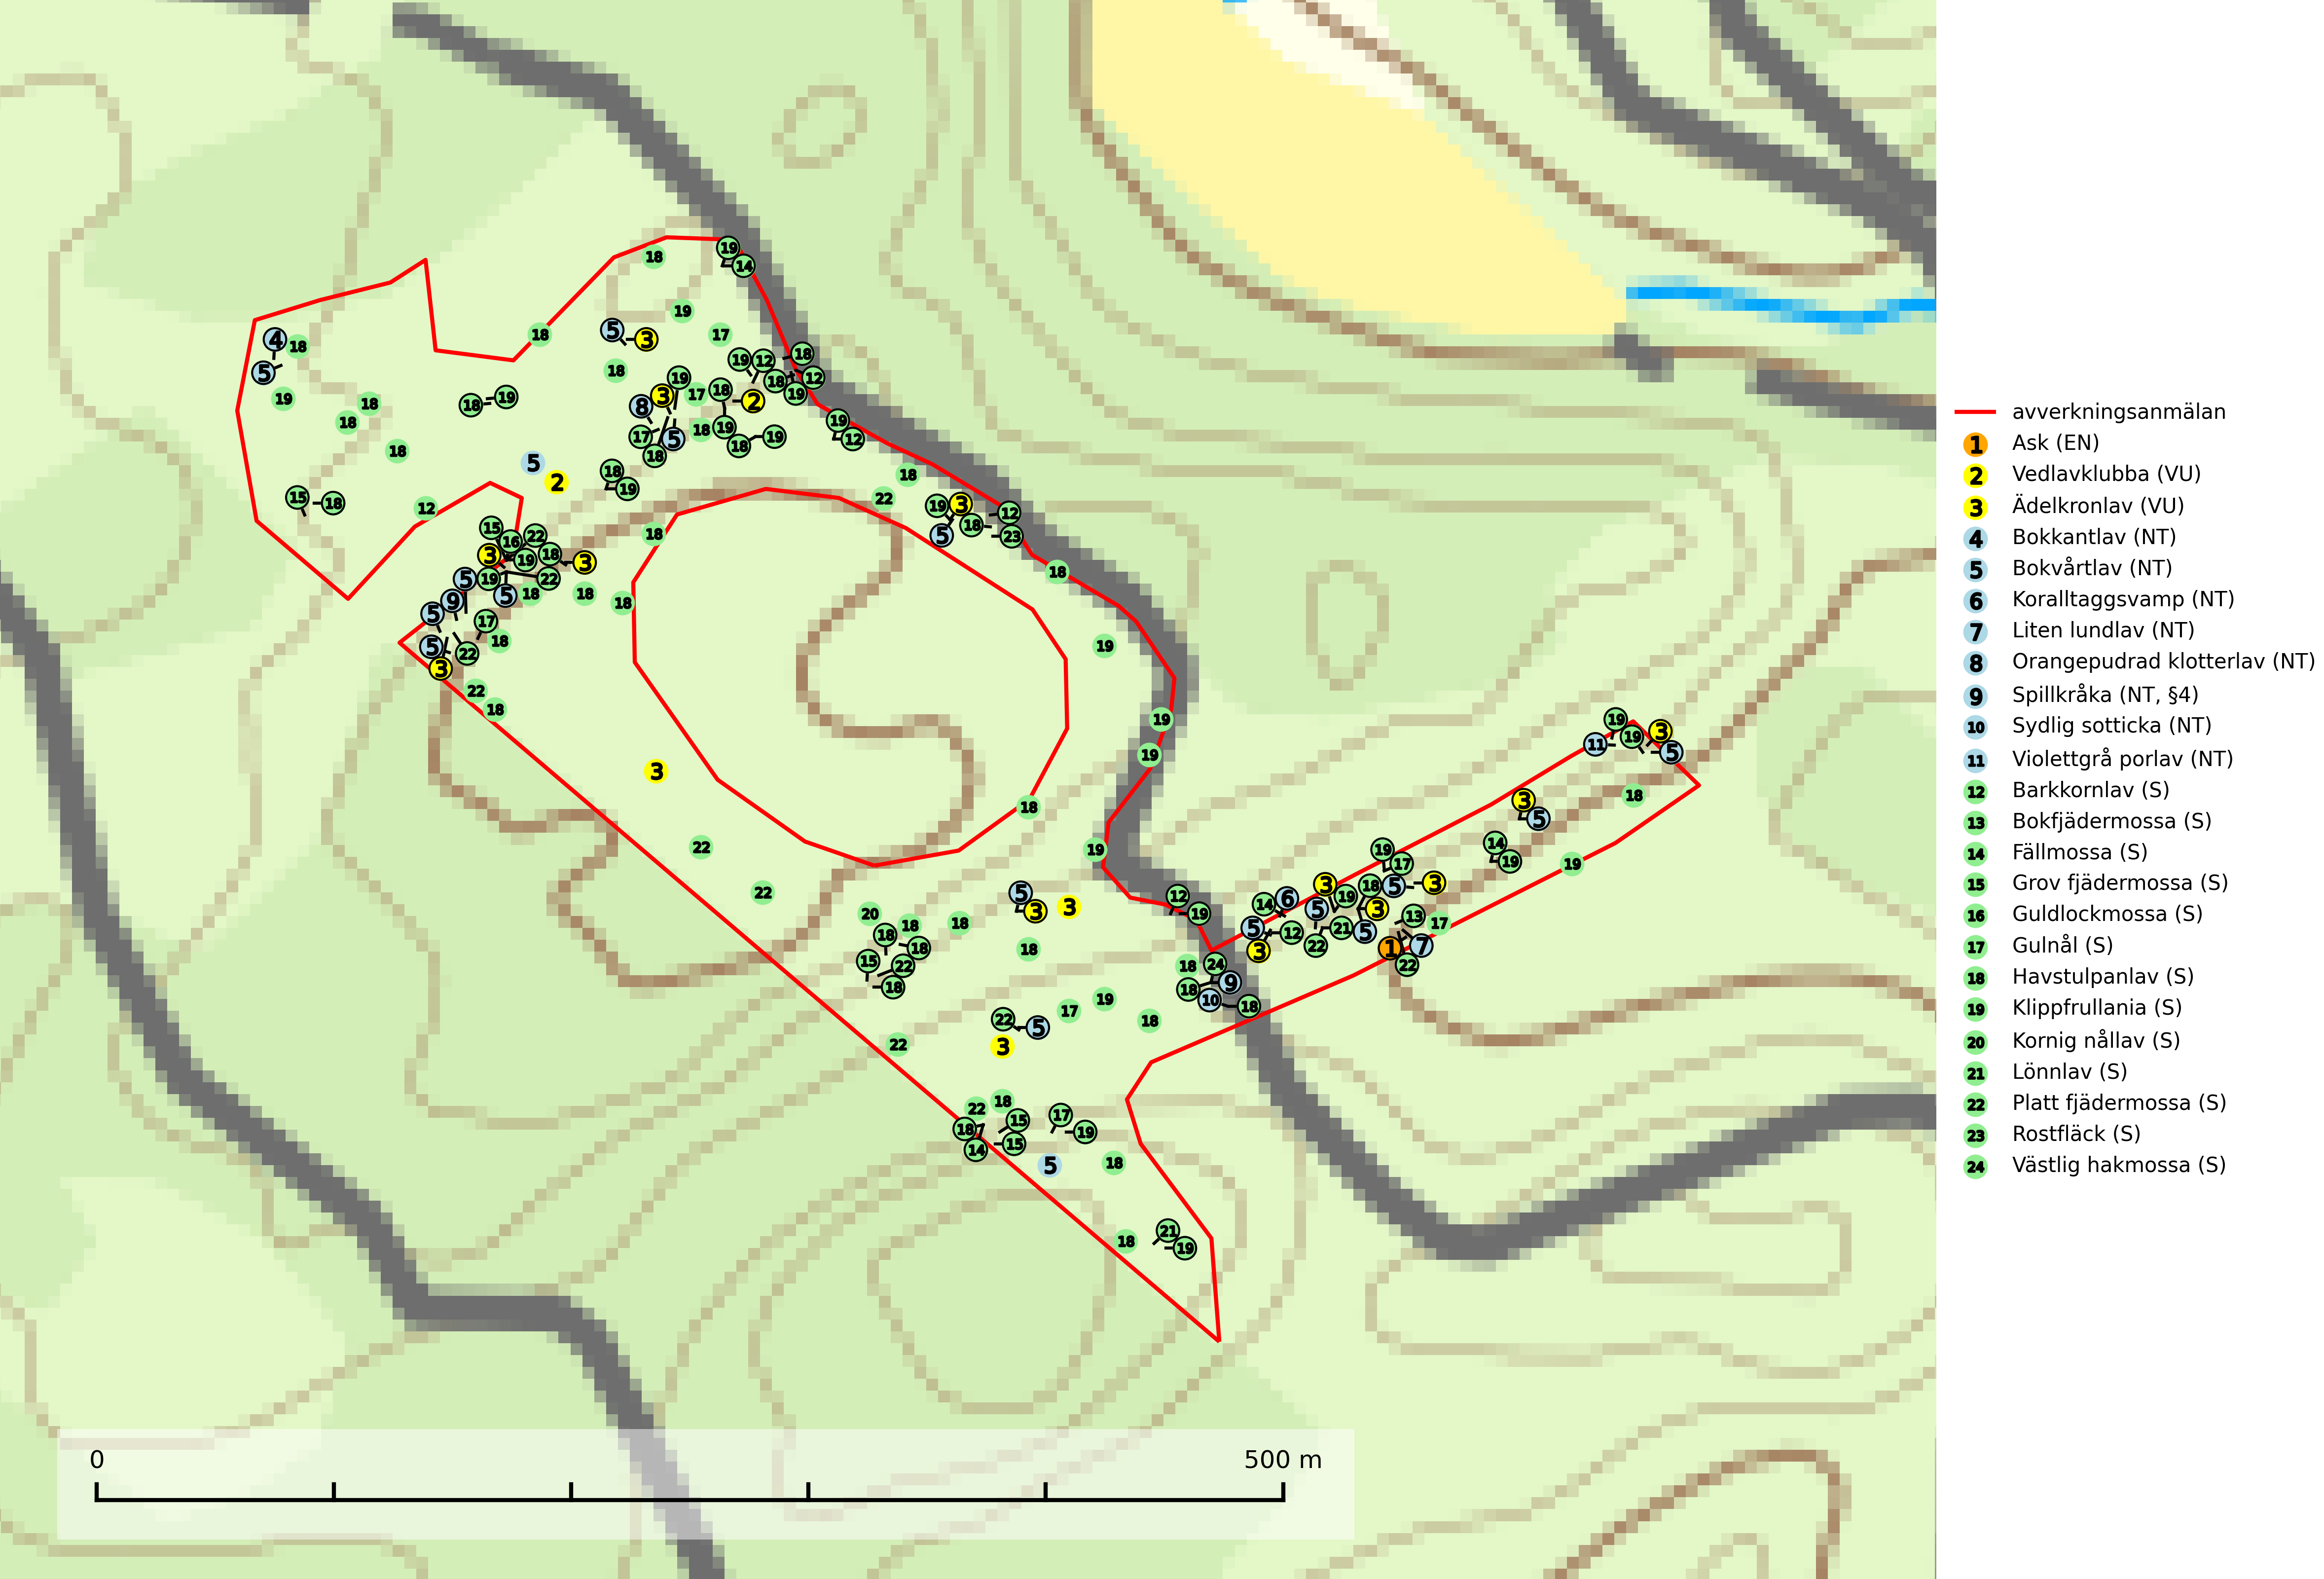 avverkningsanmälan
1 Ask (EN)
2 Vedlavklubba (VU)
3 Ädelkronlav (VU)
4 Bokkantlav (NT)
5 Bokvårtlav (NT)
6 Koralltaggsvamp (NT)
7 Liten lundlav (NT)
8 Orangepudrad klotterlav (NT)
9 Spillkråka (NT, §4)
10 Sydlig sotticka (NT)
11 Violettgrå porlav (NT)
12 Barkkornlav (S)
13 Bokfjädermossa (S)
14 Fällmossa (S)
15 Grov fjädermossa (S)
16 Guldlockmossa (S)
17 Gulnål (S)
18 Havstulpanlav (S)
19 Klippfrullania (S)
20 Kornig nållav (S)
21 Lönnlav (S)
22 Platt fjädermossa (S)
23 Rostfläck (S)
24 Västlig hakmossa (S)
0 500 m